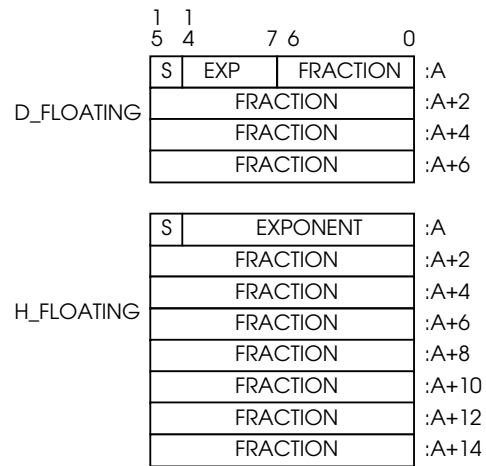 1 1
5 4 7 6 0
S EXP FRACTION :A
D_FLOATING
FRACTION :A+2
FRACTION :A+4
FRACTION :A+6
S EXPONENT :A
FRACTION :A+2
FRACTION :A+4
H_FLOATING
FRACTION :A+6
FRACTION :A+8
FRACTION :A+10
FRACTION :A+12
FRACTION :A+14